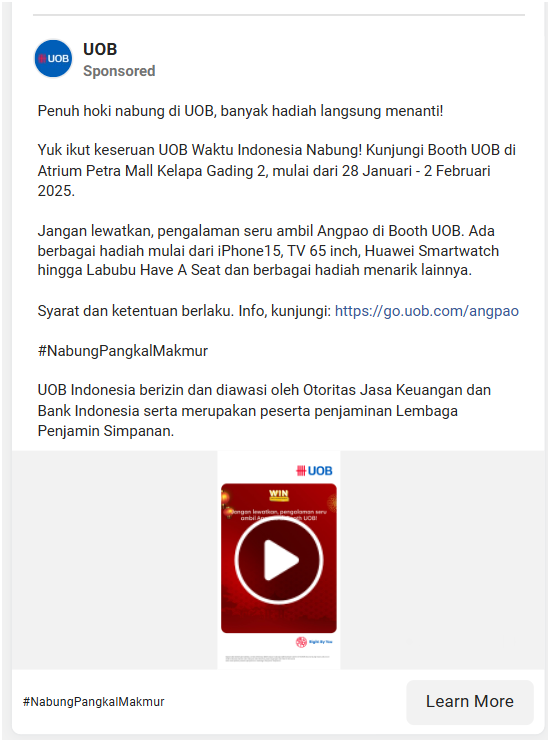 UOB
UOB
Sponsored
Penuh hoki nabung di UOB, banyak hadiah langsung menanti!
Yuk ikut keseruan UOB Waktu Indonesia Nabung! Kunjungi Booth UOB di
Atrium Petra Mall Kelapa Gading 2, mulai dari 28 Januari - 2 Februari
2025.
Jangan lewatkan, pengalaman seru ambil Angpao di Booth UOB. Ada
berbagai hadiah mulai dari iPhone15, TV 65 inch, Huawei Smartwatch
hingga Labubu Have A Seat dan berbagai hadiah menarik lainnya.
Syarat dan ketentuan berlaku. Info, kunjungi: https://go.uob.com/angpao
#NabungPangkalMakmur
UOB Indonesia berizin dan diawasi oleh Otoritas Jasa Keuangan dan
Bank Indonesia serta merupakan peserta penjaminan Lembaga
Penjamin Simpanan.
UOB
WIN
Jangan lewatkan, pengalaman seru
ambil UOB!
Right By You
#NabungPangkalMakmur
Learn More